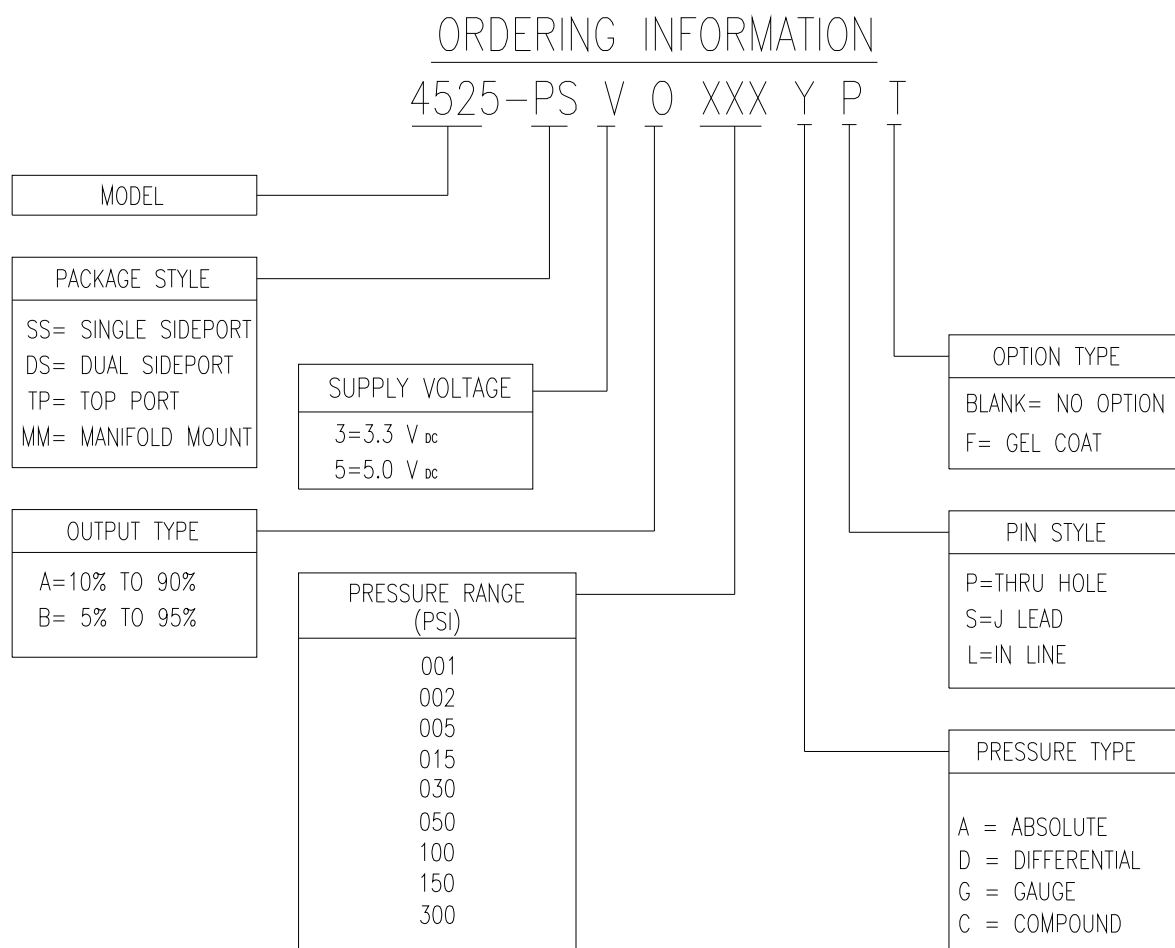 ORDERING INFORMATION
4525-PS V O XXX Y P T
MODEL
PACKAGE STYLE
SS= SINGLE SIDEPORT
DS= DUAL SIDEPORT
TP= TOP PORT
MM= MANIFOLD MOUNT
SUPPLY VOLTAGE
3=3.3 V DC
5=5.0 V DC
OUTPUT TYPE
A=10% TO 90%
B= 5% TO 95%
PRESSURE RANGE
(PSI)
001
002
005
015
030
050
100
150
300
OPTION TYPE
BLANK= NO OPTION
F= GEL COAT
PIN STYLE
P=THRU HOLE
S=J LEAD
L=IN LINE
PRESSURE TYPE
A = ABSOLUTE
D = DIFFERENTIAL
G = GAUGE
C = COMPOUND